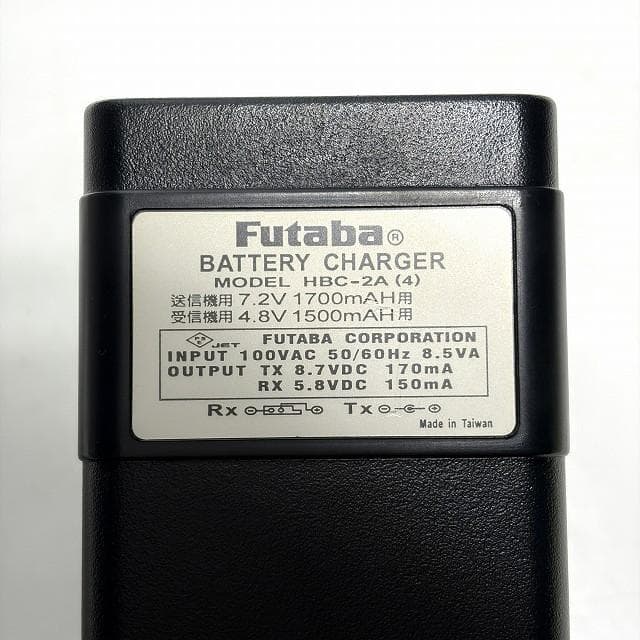 Futaba®
BATTERY CHARGER
MODEL HBC-2A (4)
送信機用 7.2V 1700mAH用
受信機用 4.8V 1500mAH用
JET FUTABA CORPORATION
INPUT 100VAC 50/60Hz 8.5VA
OUTPUT TX 8.7VDC 170mA
RX 5.8VDC 150mA
Rx Tx
Made in Taiwan